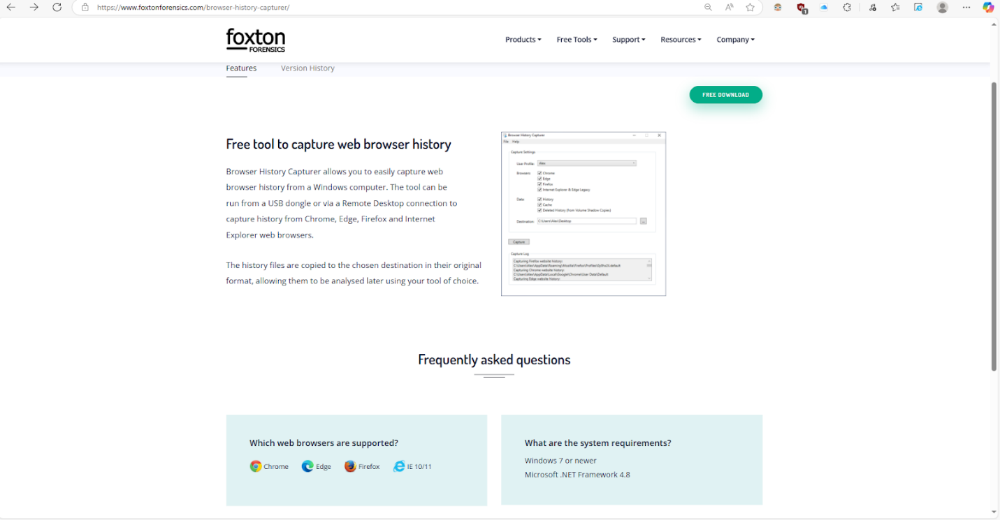 https://www.foxtonforensics.com/browser-history-capturer/
1
foxton
FORENSICS
Products Free Tools Support Resources Company
Features Version History
FREE DOWNLOAD
Free tool to capture web browser history
Browser History Capturer allows you to easily capture web
browser history from a Windows computer. The tool can be
run from a USB dongle or via a Remote Desktop connection to
capture history from Chrome, Edge, Firefox and Internet
Explorer web browsers.
The history files are copied to the chosen destination in their original
format, allowing them to be analysed later using your tool of choice.
Browser History Capturer
File Help
Capture Settings
User Profile: Alex
Browsers: Chrome
Edge
Firefox
Internet Explorer & Edge Legacy
Data: History
Cache
Deleted History (from Volume Shadow Copies)
Destination: C:\Users\Alex\Desktop ...
Capture
Capture Log
Capturing Firefox website history:
Capturing Chrome website history:
C:\Users\Alex\AppData\Local\Google\Chrome\User Data\Default
Capturing Edge website history:
Frequently asked questions
Which web browsers are supported?
Chrome Edge Firefox IE 10/11
What are the system requirements?
Windows 7 or newer
Microsoft .NET Framework 4.8